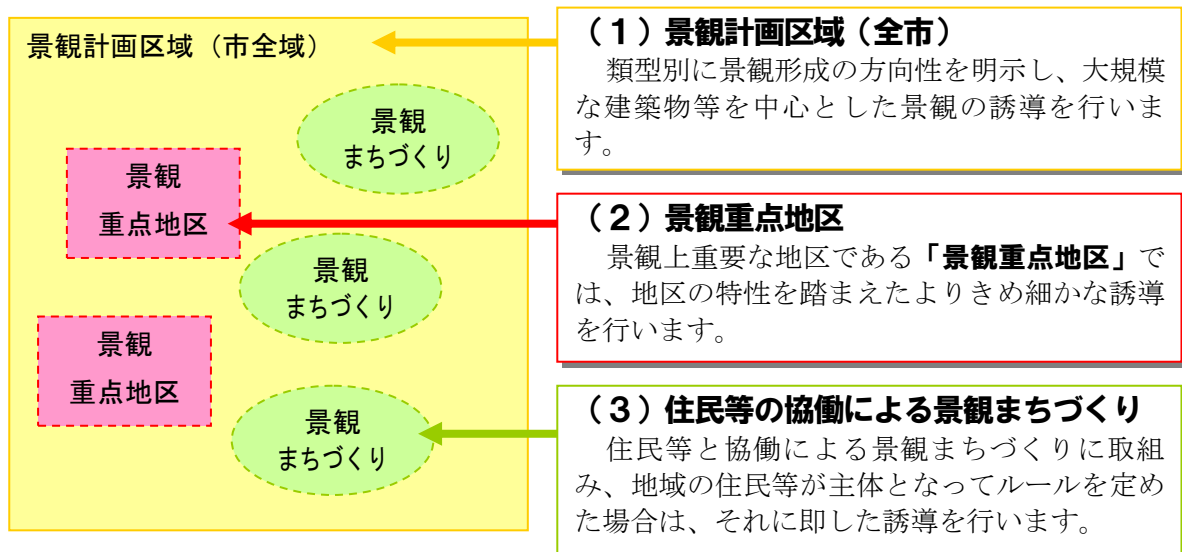 景観計画区域（市全域）
景観
まちづくり
景観
重点地区
景観
まちづくり
景観
重点地区
景観
まちづくり
（１）景観計画区域（全市）
類型別に景観形成の方向性を明示し、大規模
な建築物等を中心とした景観の誘導を行いま
す。
（２）景観重点地区
景観上重要な地区である「景観重点地区」で
は、地区の特性を踏まえたよりきめ細かな誘導
を行います。
（３）住民等の協働による景観まちづくり
住民等と協働による景観まちづくりに取組
み、地域の住民等が主体となってルールを定め
た場合は、それに即した誘導を行います。